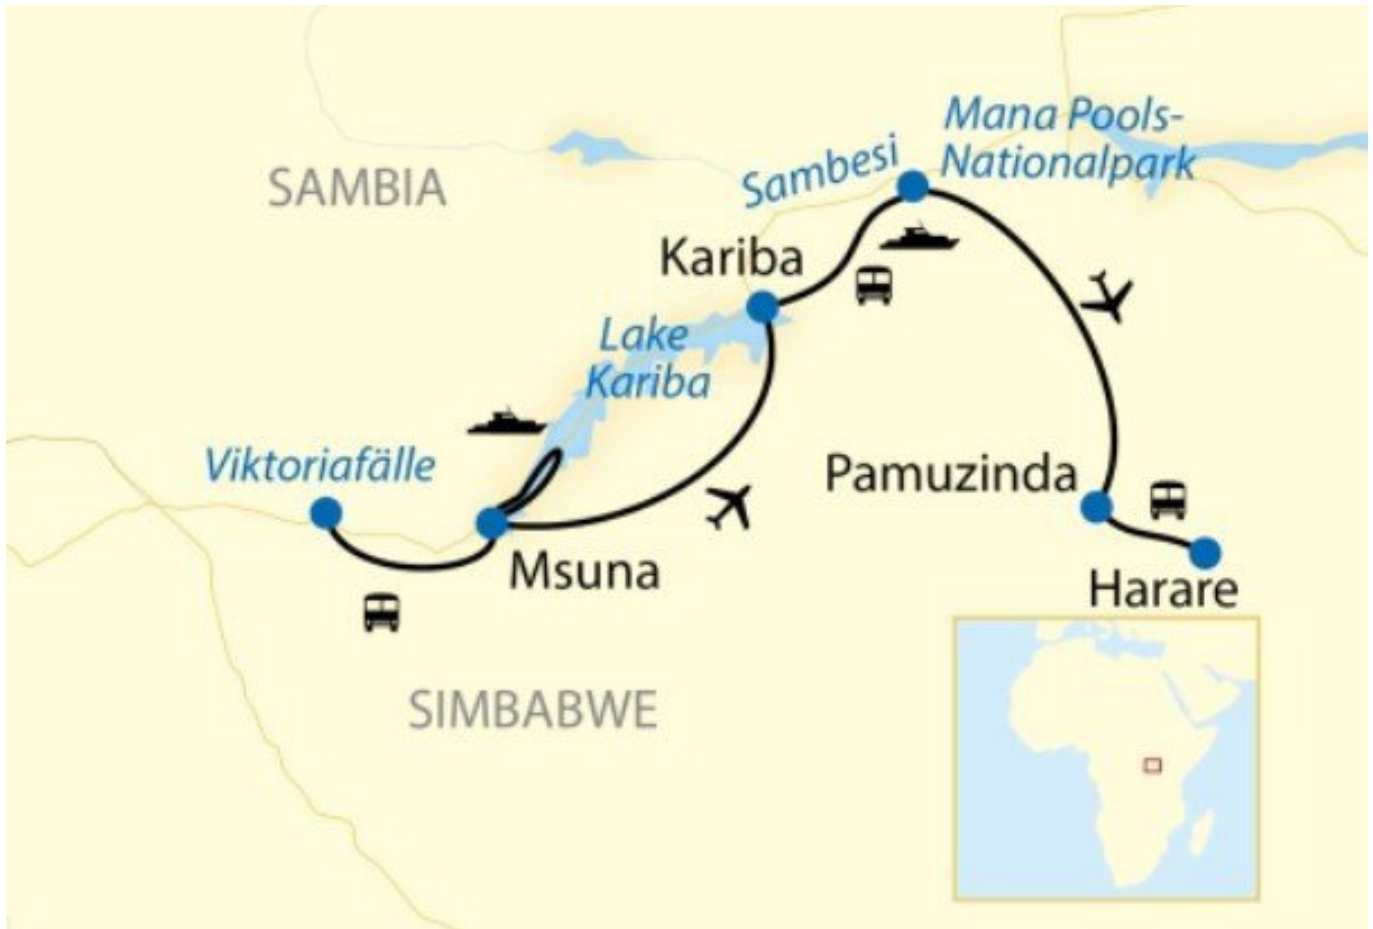 Mana Pools-
Nationalpark
Sambesi
SAMBIA
Kariba
Lake
Kariba
Viktoriafälle
Pamuzinda
Msuna
Harare
SIMBABWE